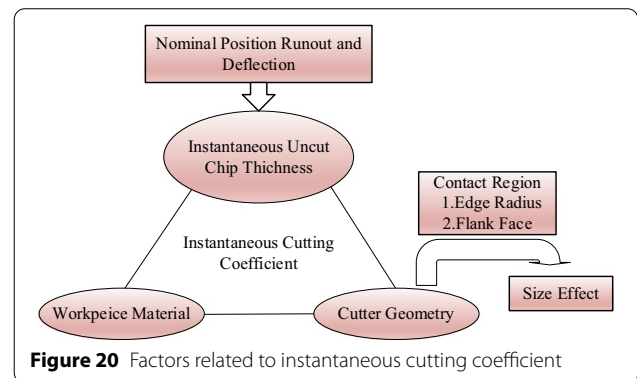 Nominal Position Runout and
Deflection
Instantaneous Uncut
Chip Thichness
Contact Region
1.Edge Radius
2.Flank Face
Instantaneous Cutting
Coefficient
Workpeice Material
Cutter Geometry
Size Effect
Figure 20 Factors related to instantaneous cutting coefficient